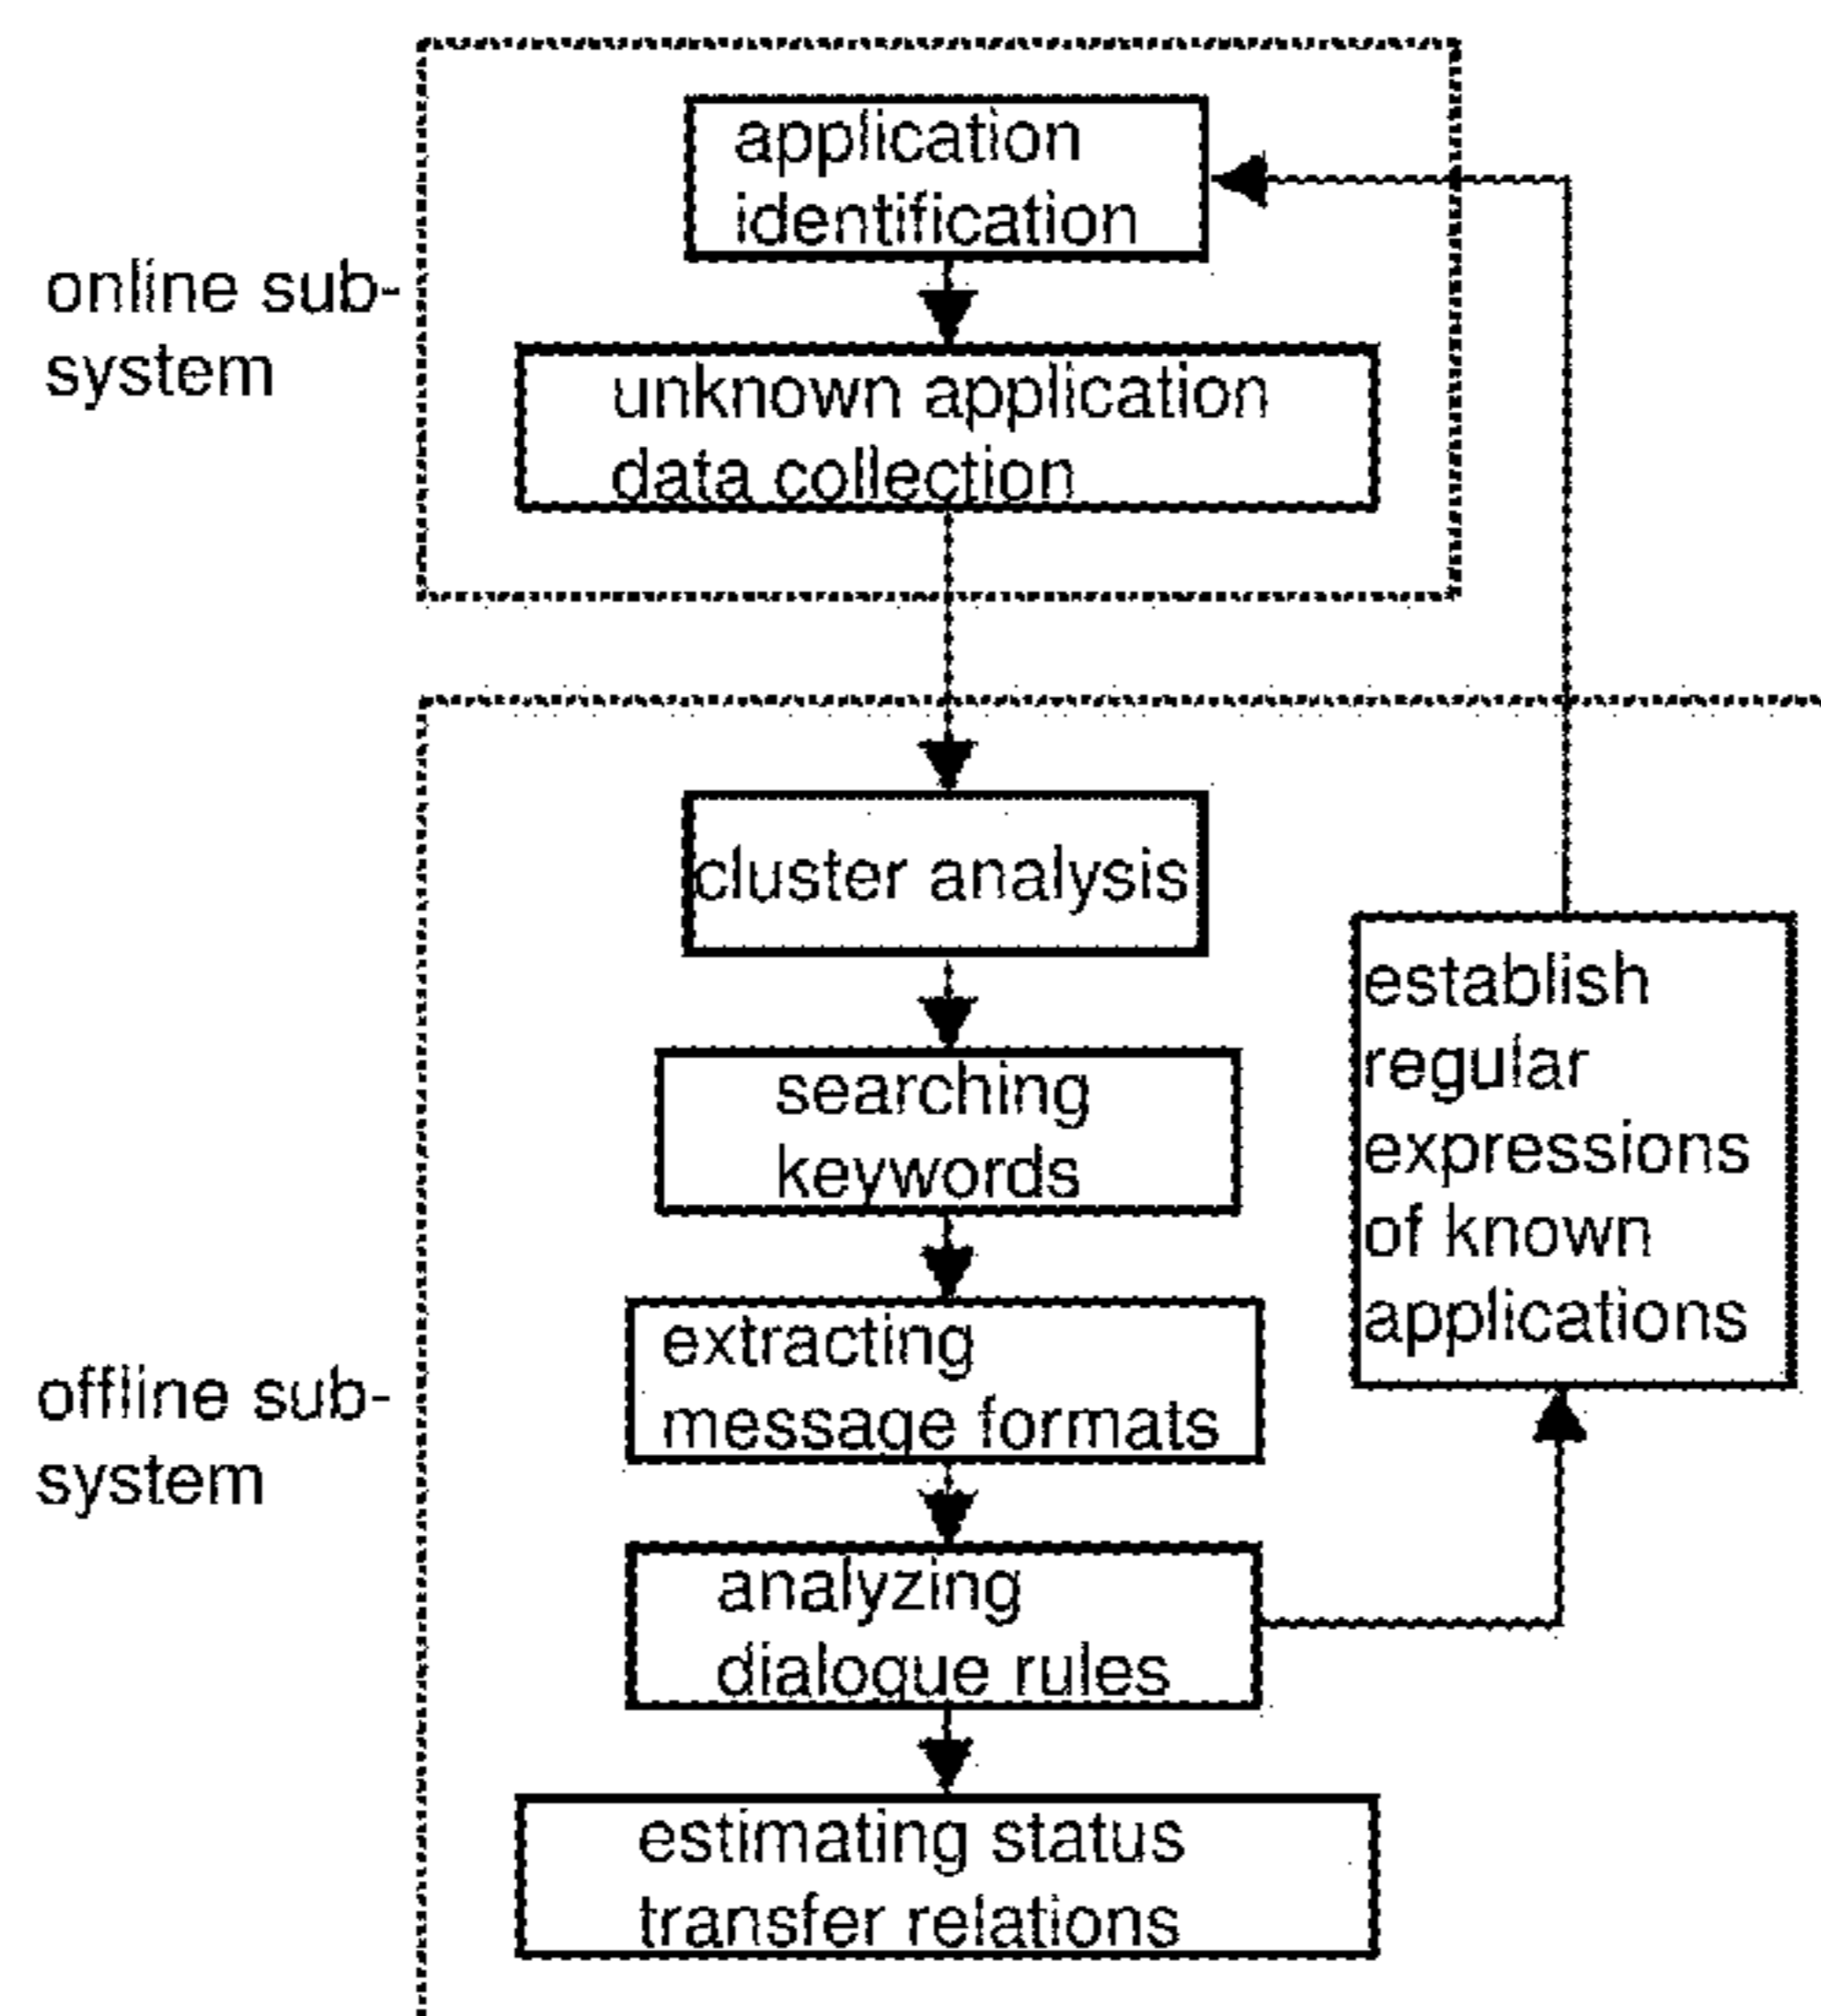 application
identification
online sub-
system
unknown application
data collection
cluster analysis
searching
keywords
extracting
message formats
analyzing
dialogue rules
estimating status
transfer relations
establish
regular
expressions
of known
applications
offline sub-
system